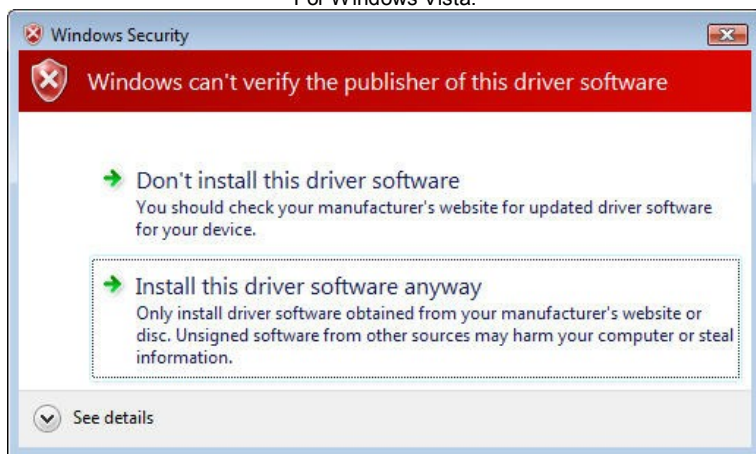 For Windows Vista:
Windows Security
Windows can't verify the publisher of this driver software
Don't install this driver software
You should check your manufacturer's website for updated driver software
for your device.
Install this driver software anyway
Only install driver software obtained from your manufacturer's website or
disc. Unsigned software from other sources may harm your computer or steal
information.
See details